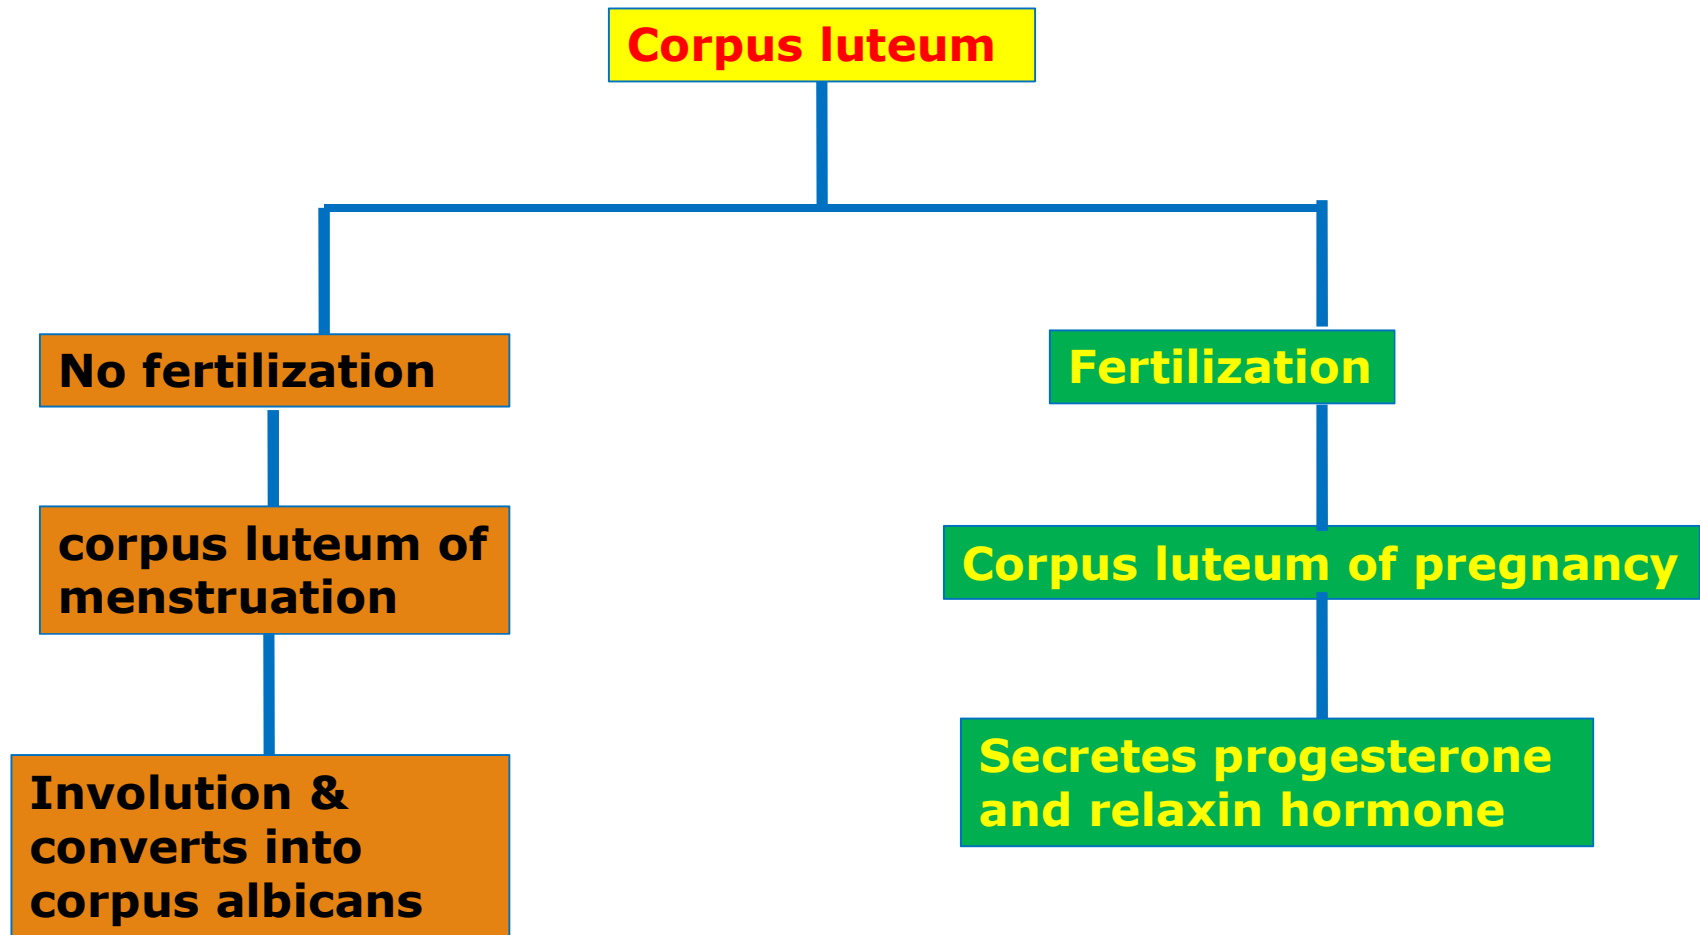 Corpus luteum
No fertilization
corpus luteum of
menstruation
Involution &
converts into
corpus albicans
Fertilization
Corpus luteum of pregnancy
Secretes progesterone
and relaxin hormone